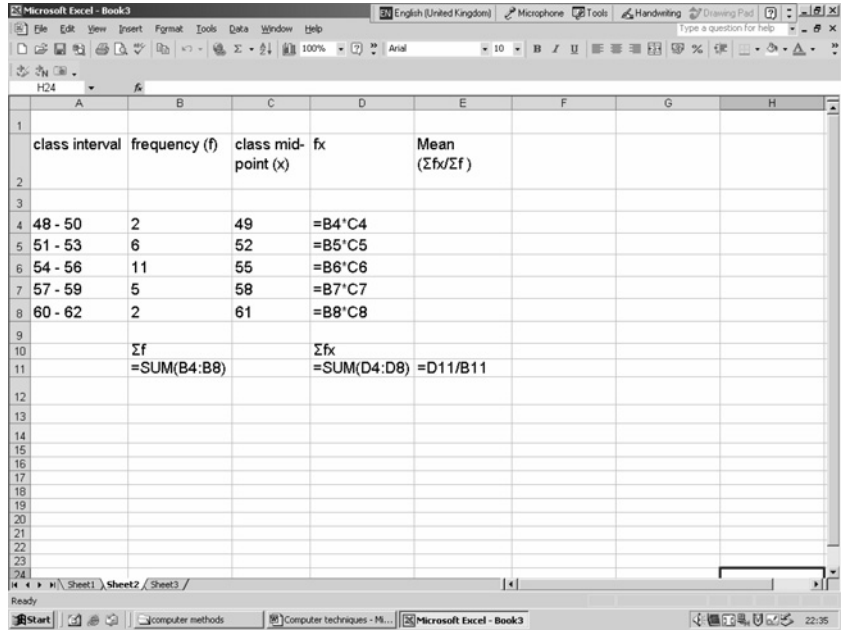 Microsoft Excel - Book3
EN English (United Kingdom) Microphone Tools Handwriting Drawing Pad
File Edit View Insert Format Tools Data Window Help
Type a question for help
100% Arial 10 B I U
H24 fx
A B C D E F G H
1
2 class interval frequency (f) class mid- fx Mean
point (x) (Σfx/Σf )
3
4 48 - 50 2 49 =B4*C4
5 51 - 53 6 52 =B5*C5
6 54 - 56 11 55 =B6*C6
7 57 - 59 5 58 =B7*C7
8 60 - 62 2 61 =B8*C8
9
10 Σf Σfx
11 =SUM(B4:B8) =SUM(D4:D8) =D11/B11
12
13
14
15
16
17
18
19
20
21
22
23
24
Sheet1 Sheet2 Sheet3
Ready
Start computer methods Computer techniques - Mi... Microsoft Excel - Book3 22:35